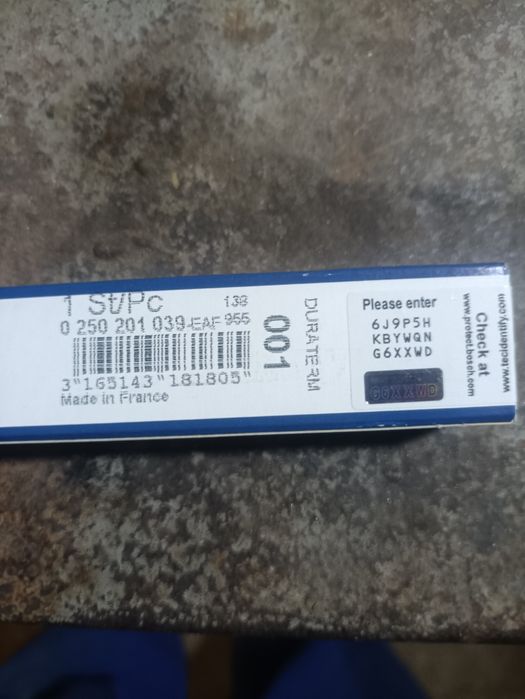 1 St/Pc
138
0 250 201 039-EAF 955
3"165143"181805"
Made in France
001
DURATERM
Please enter
6J9P5H
KBYWQN
G6XXWD
G6XXWD
Check at
www.protect.bosch.com